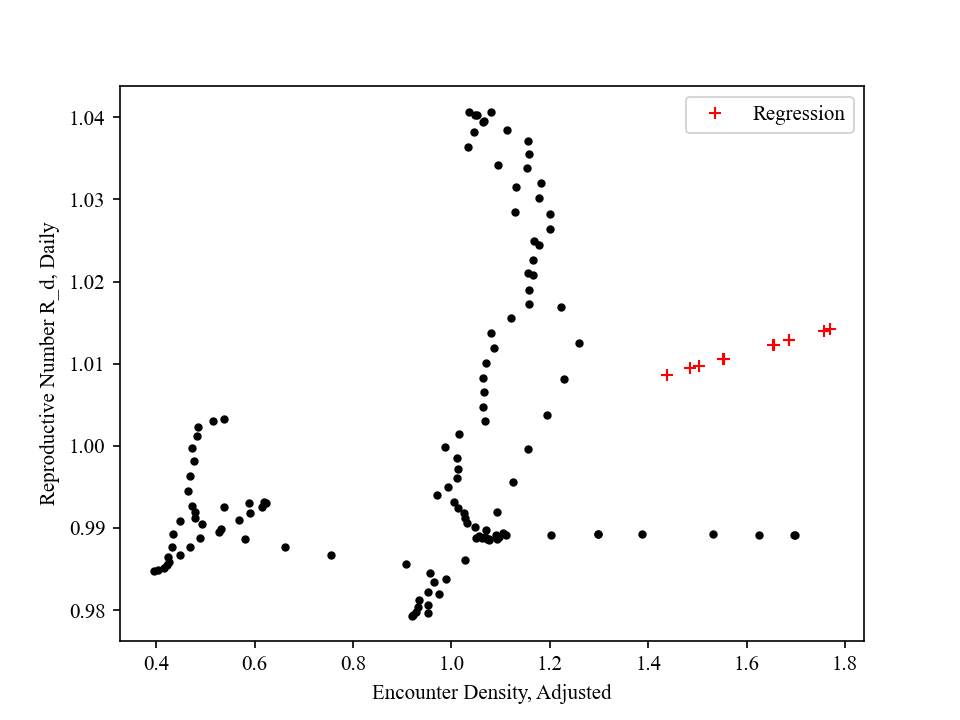 Regression
1.04
1.03
1.02
1.01
1.00
0.99
0.98
Reproductive Number R_d, Daily
0.4 0.6 0.8 1.0 1.2 1.4 1.6 1.8
Encounter Density, Adjusted